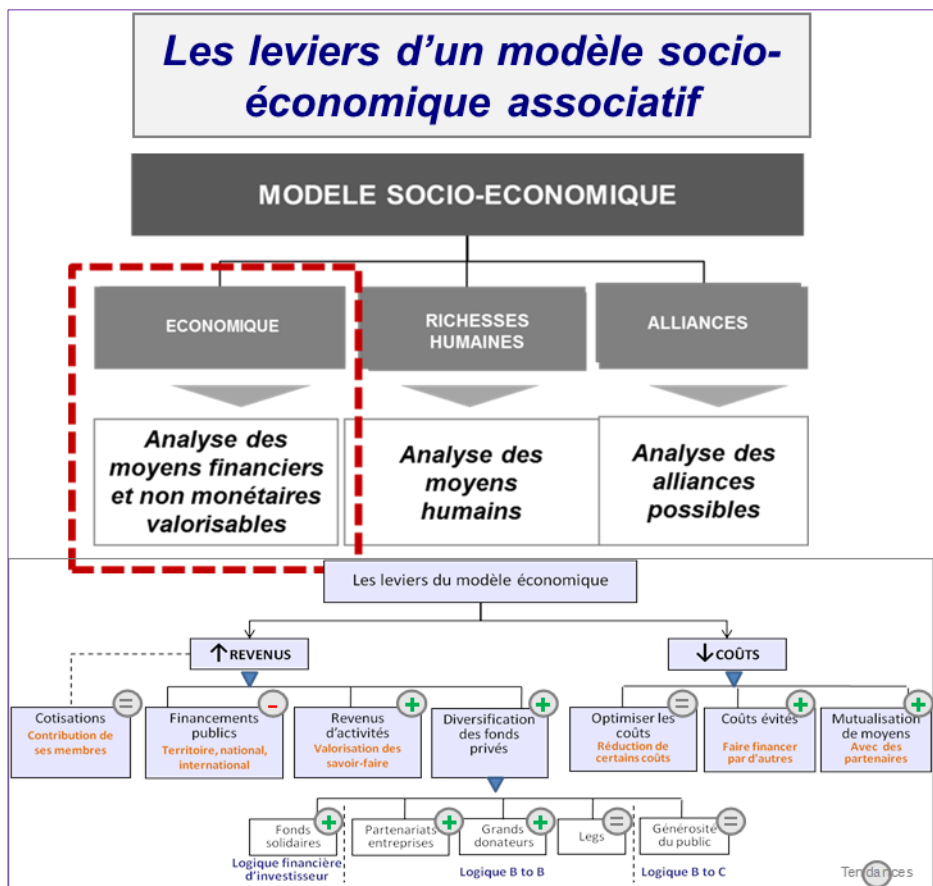 Les leviers d'un modèle socio-
économique associatif
MODELE SOCIO-ECONOMIQUE
ECONOMIQUE
RICHESSES
HUMAINES
ALLIANCES
Analyse des
moyens financiers
et non monétaires
valorisables
Analyse des
moyens
humains
Analyse des
alliances
possibles
Les leviers du modèle économique
↑ REVENUS
↓ COÛTS
=
Cotisations
Contribution de
ses membres
-
Financements
publics
Territoire, national,
international
+
Revenus
d'activités
Valorisation des
savoir-faire
+
Diversification
des fonds
privés
=
Optimiser les
coûts
Réduction de
certains coûts
+
Coûts évités
Faire financer
par d'autres
+
Mutualisation
de moyens
Avec des
partenaires
+
Fonds
solidaires
+
Partenariats
entreprises
+
Grands
donateurs
=
Legs
=
Générosité
du public
Logique financière
d'investisseur
Logique B to B
Logique B to C
Tendances